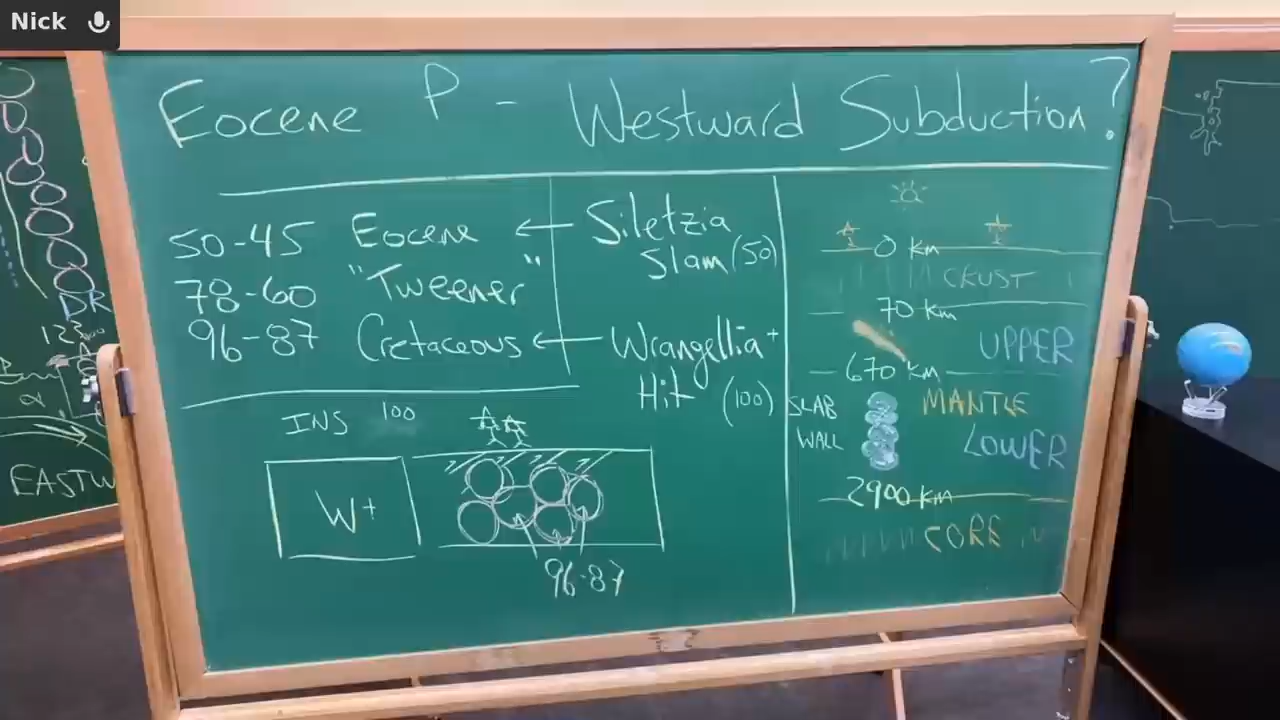 Nick
Eocene P - Westward Subduction?
50-45 Eocene ← Siletzia
Slam (50)
78-60 "Tweener"
96-87 Cretaceous ← Wrangellia+
Hit (100)
INS 100
W+
96-87
0 km
CRUST
70 km
UPPER
670 km
SLAB MANTLE
WALL LOWER
2900 km
CORE
DR
123
α,
EASTW